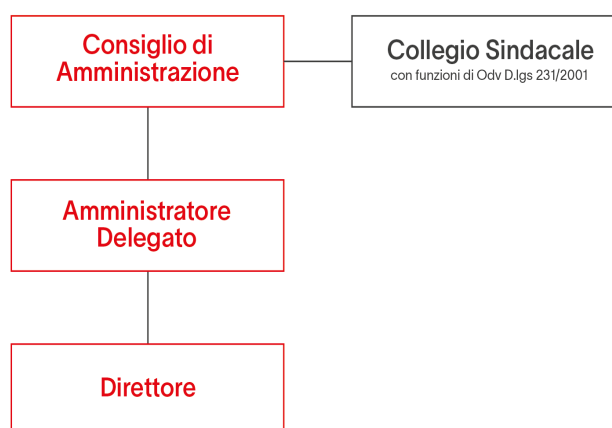 Consiglio di
Amministrazione
Collegio Sindacale
con funzioni di Odv D.lgs 231/2001
Amministratore
Delegato
Direttore